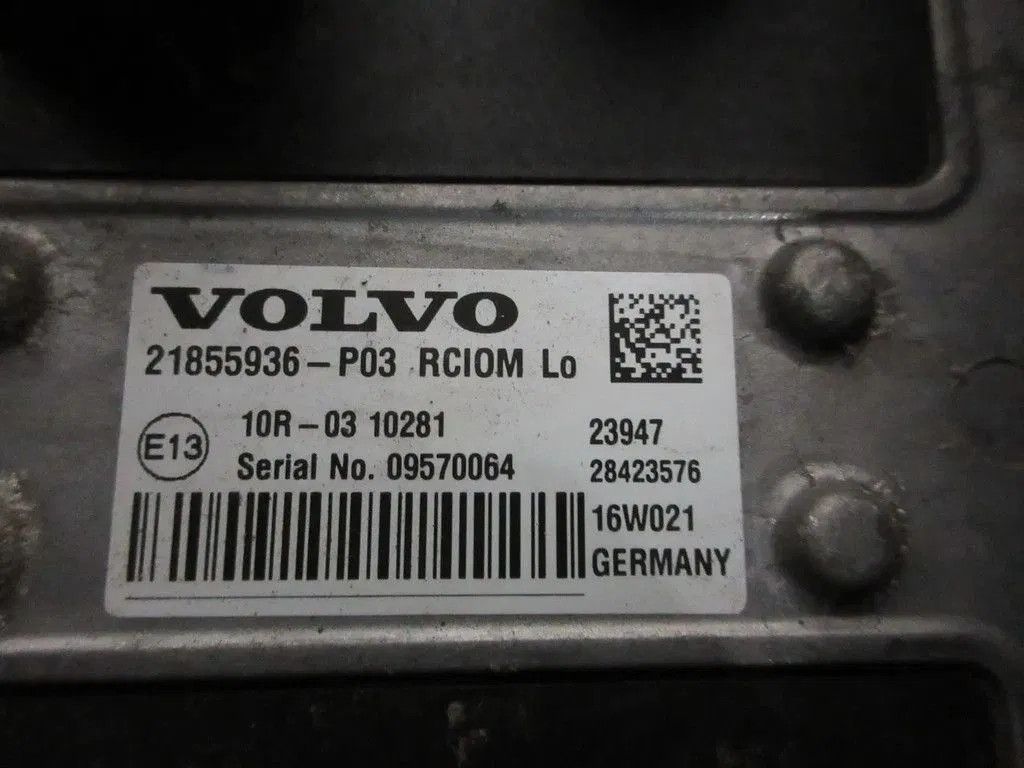 VOLVO
21855936-P03 RCIOM Lo
10R-03 10281
E13
Serial No. 09570064
23947
28423576
16W021
GERMANY